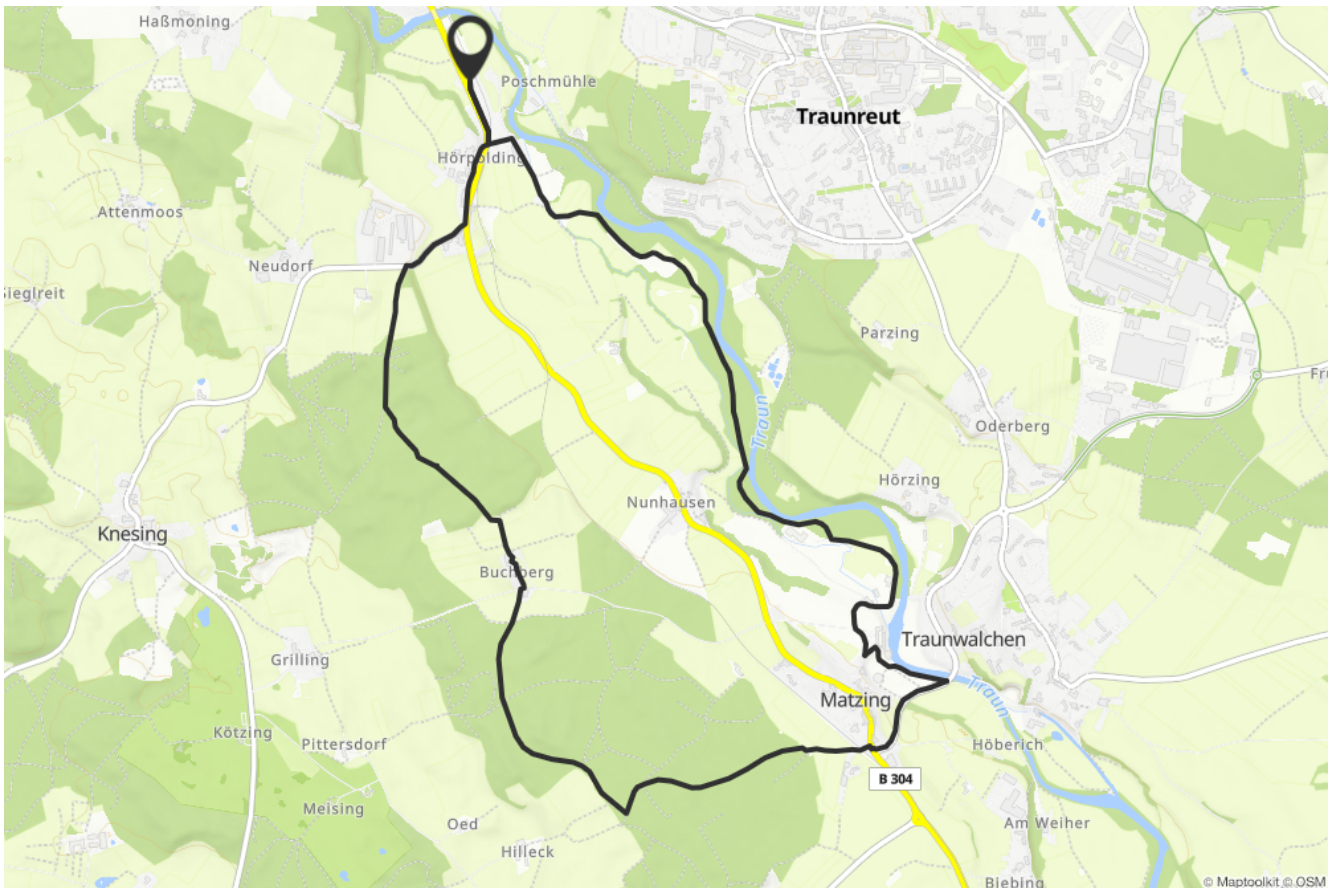 Haßmoning
Poschmühle
Traunreut
Hörpolding
Attenmoos
Neudorf
Sieglreit
Parzing
Traun
Oderberg
Hörzing
Nunhausen
Knesing
Buchberg
Traunwalchen
Grilling
Traun
Matzing
Kötzing
Pittersdorf
Höberich
B 304
Meising
Oed
Am Weiher
Hilleck
Biebing
© Maptoolkit © OSM